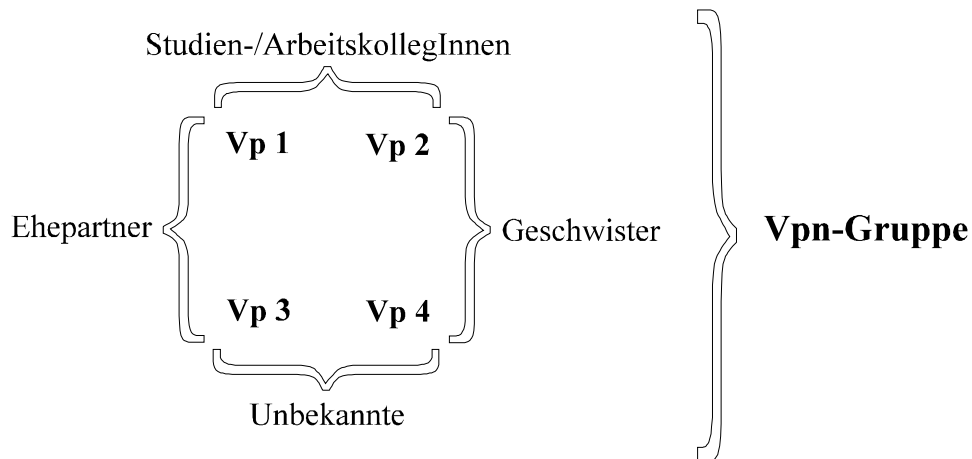 Studien-/ArbeitskollegInnen
Vp 1 Vp 2
Ehepartner Geschwister Vpn-Gruppe
Vp 3 Vp 4
Unbekannte